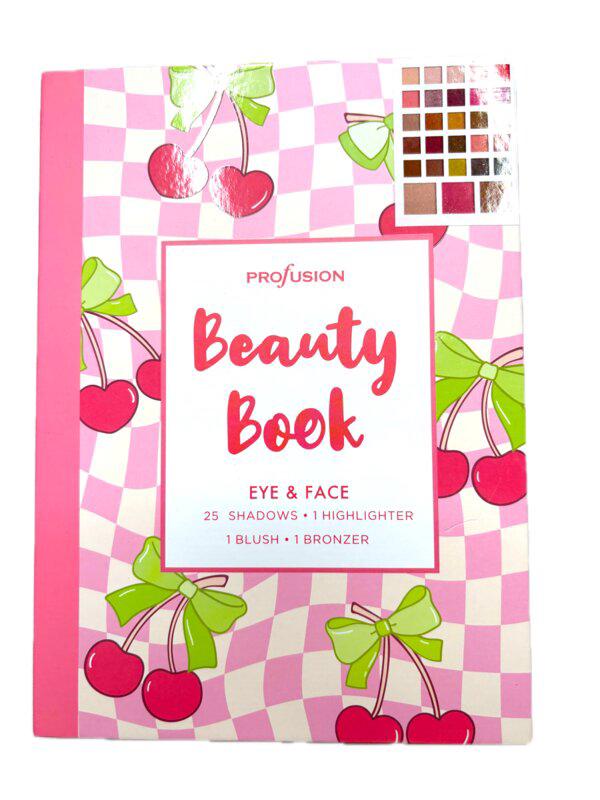 PROfUSION
Beauty
Book
EYE & FACE
25 SHADOWS • 1 HIGHLIGHTER
1 BLUSH • 1 BRONZER